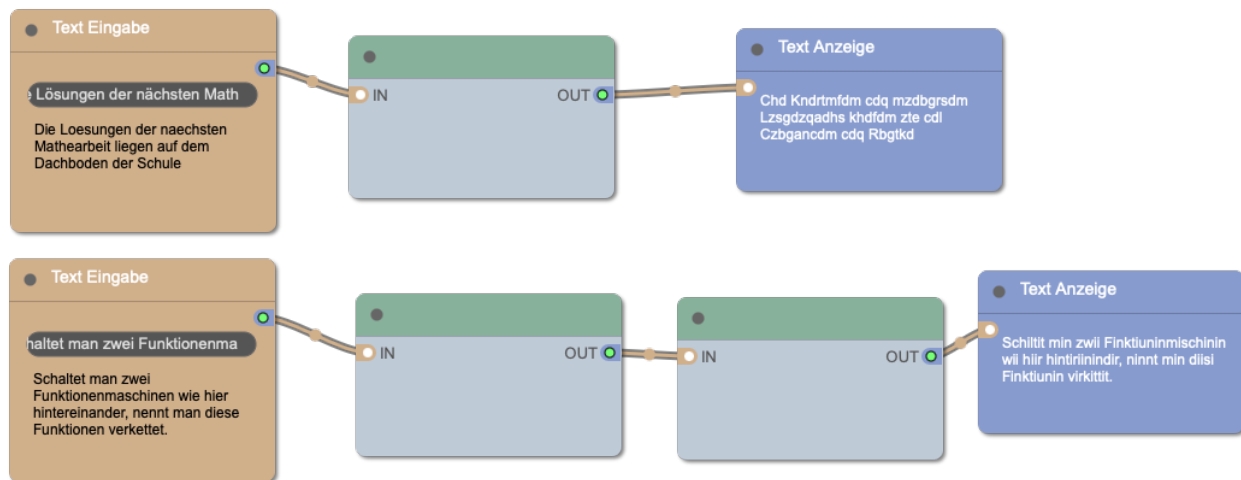 Text Eingabe
e Lösungen der nächsten Math
Die Loesungen der naechsten
Mathearbeit liegen auf dem
Dachboden der Schule
IN
OUT
Text Anzeige
Chd Kndrtmfdm cdq mzdbgrsdm
Lzsgdzqadhs khdfdm zte cdl
Czbgancdm cdq Rbgtkd
Text Eingabe
haltet man zwei Funktionenma
Schaltet man zwei
Funktionenmaschinen wie hier
hintereinander, nennt man diese
Funktionen verkettet.
IN
OUT
IN
OUT
Text Anzeige
Schiltit min zwii Finktiuninmischinin
wii hiir hintiriinindir, ninnt min diisi
Finktiunin virkittit.